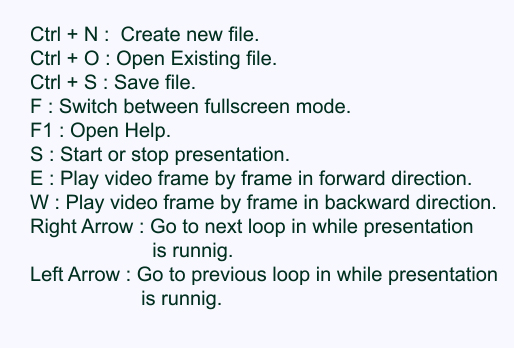 Ctrl + N :  Create new file.
Ctrl + O : Open Existing file.
Ctrl + S : Save file.
F : Switch between fullscreen mode.
F1 : Open Help.
S : Start or stop presentation.
E : Play video frame by frame in forward direction.
W : Play video frame by frame in backward direction.
Right Arrow : Go to next loop in while presentation
is runnig.
Left Arrow : Go to previous loop in while presentation
is runnig.